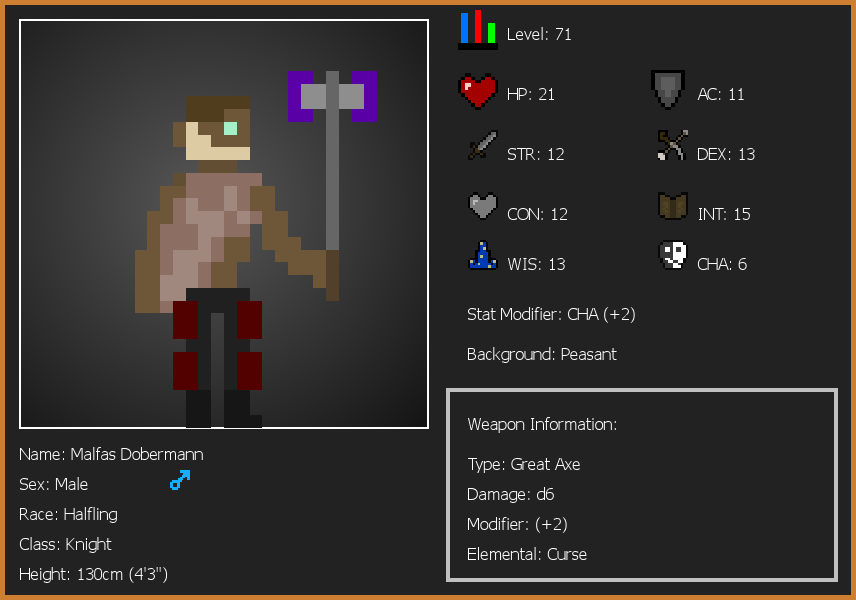 Level: 71
HP: 21
AC: 11
STR: 12
DEX: 13
CON: 12
INT: 15
WIS: 13
CHA: 6
Stat Modifier: CHA (+2)
Background: Peasant
Weapon Information:
Type: Great Axe
Damage: d6
Modifier: (+2)
Elemental: Curse
Name: Malfas Dobermann
Sex: Male
Race: Halfling
Class: Knight
Height: 130cm (4'3")